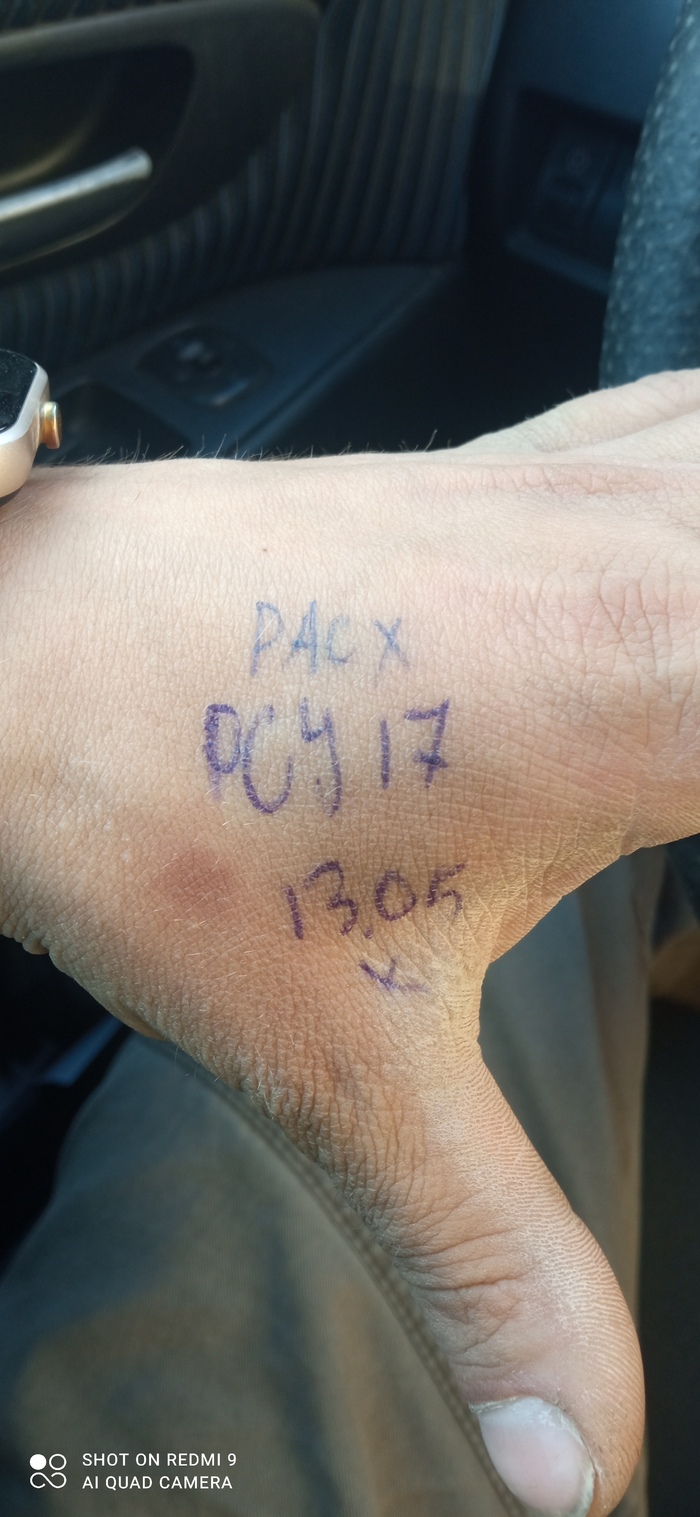 РАСХ
РСУ 17
13.05
х
SHOT ON REDMI 9
AI QUAD CAMERA